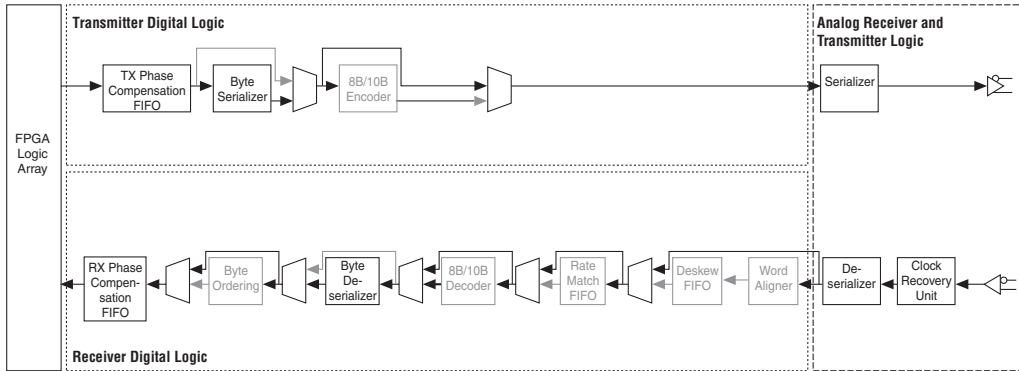 Transmitter Digital Logic
Analog Receiver and
Transmitter Logic
TX Phase
Compensation
FIFO
Byte
Serializer
8B/10B
Encoder
Serializer
FPGA
Logic
Array
RX Phase
Compen-
sation
FIFO
Byte
Ordering
Byte
De-
serializer
8B/10B
Decoder
Rate
Match
FIFO
Deskew
FIFO
Word
Aligner
De-
serializer
Clock
Recovery
Unit
Receiver Digital Logic